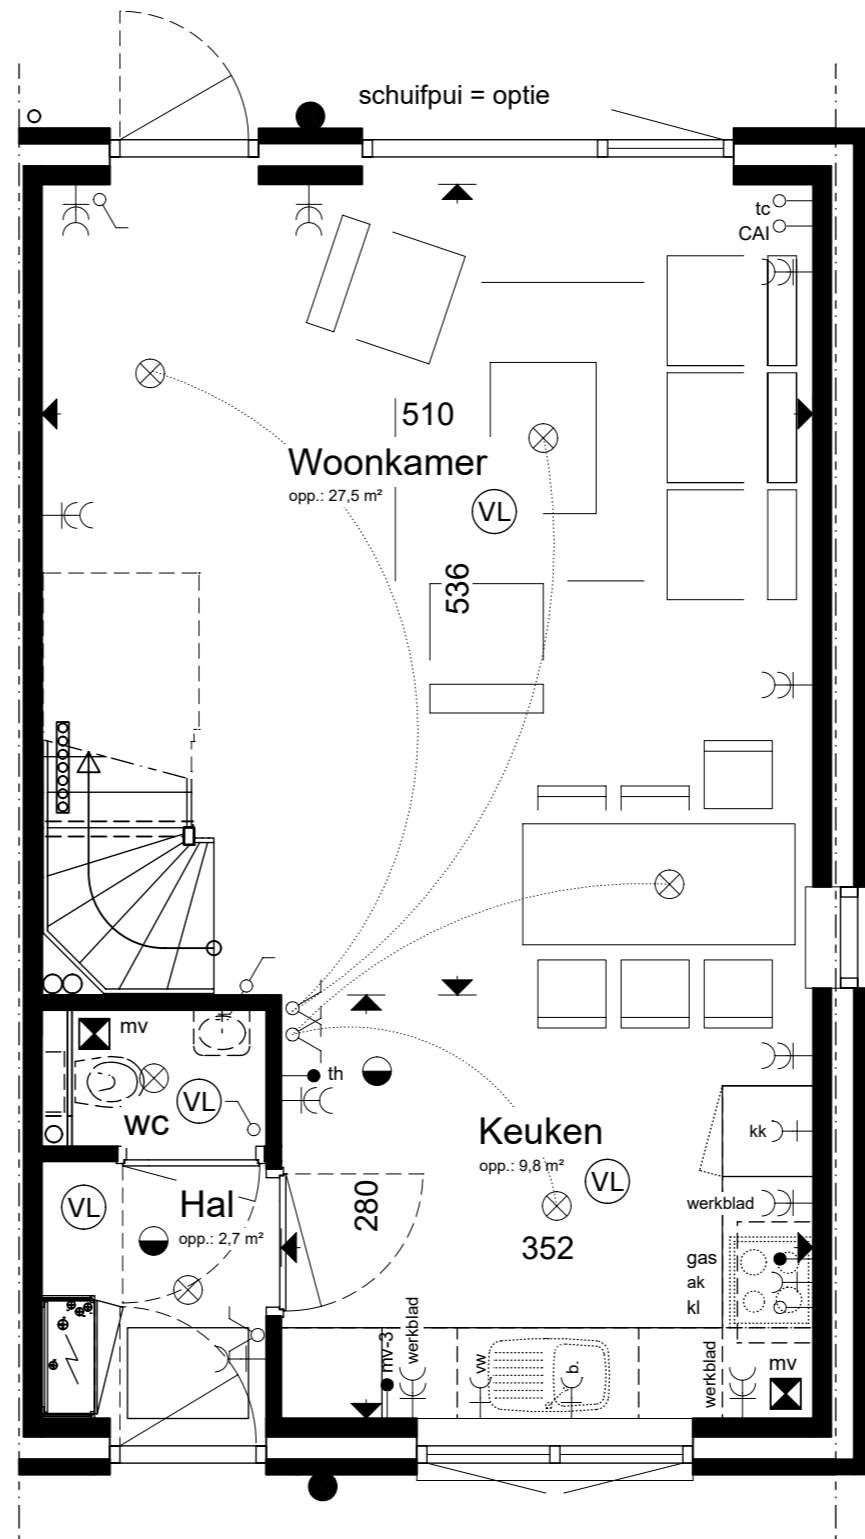 schuifpui = optie
tc
CAI
510
Woonkamer
opp.: 27,5 m²
VL
536
mv
th
VL
wc
Keuken
opp.: 9,8 m²
kk
VL
VL
Hal
opp.: 2,7 m²
280
352
werkblad
gas
ak
kl
mv-3
werkblad
vw
b.
werkblad
mv